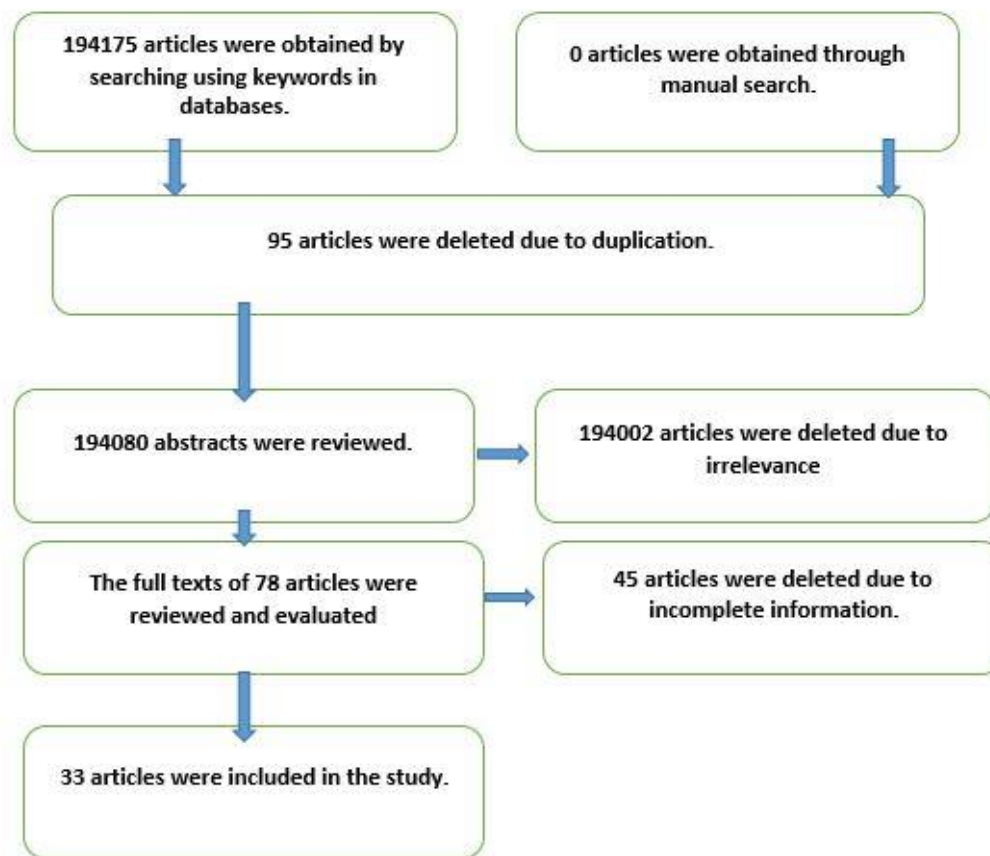 194175 articles were obtained by
searching using keywords in
databases.
0 articles were obtained through
manual search.
95 articles were deleted due to duplication.
194080 abstracts were reviewed.
194002 articles were deleted due to
irrelevance
The full texts of 78 articles were
reviewed and evaluated
45 articles were deleted due to
incomplete information.
33 articles were included in the study.